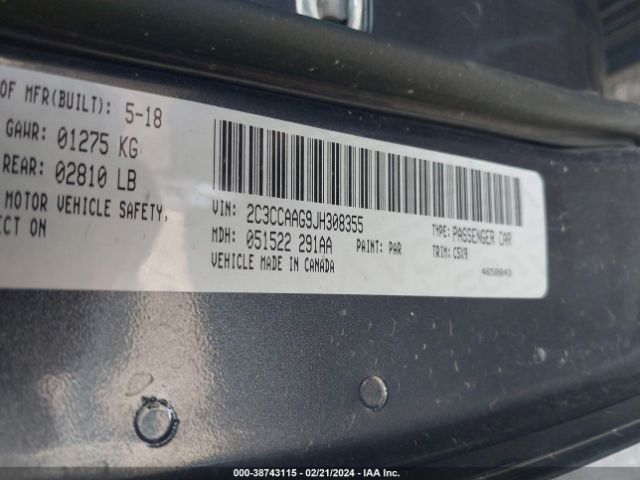 OF MFR(BUILT): 5-18
GAWR: 01275 KG
REAR: 02810 LB
MOTOR VEHICLE SAFETY,
ECT ON
VIN: 2C3CCAAG9JH308355
MDH: 051522 291AA PAINT: PAR
VEHICLE MADE IN CANADA
TYPE: PASSENGER CAR
TRIM: C5X9
4658843
000-38743115 - 02/21/2024 - IAA Inc.